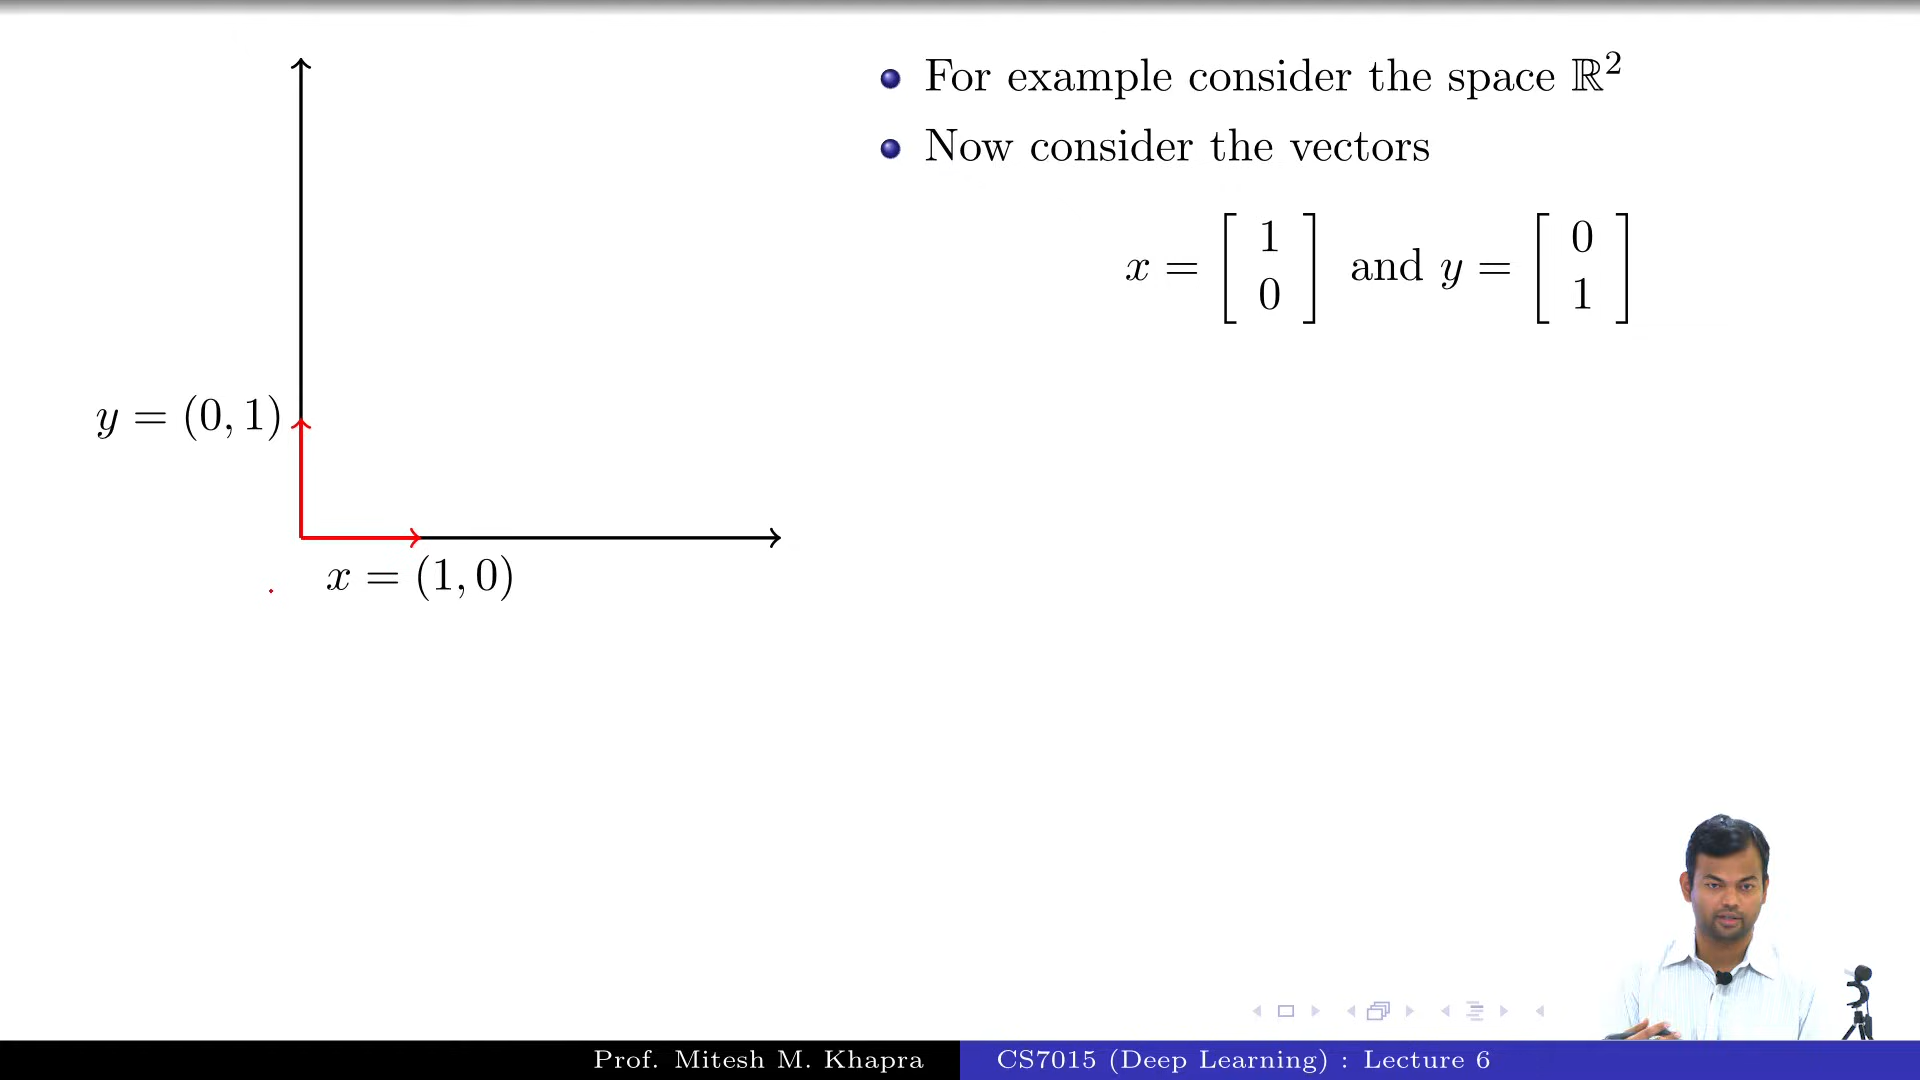 For example consider the space ℝ²
Now consider the vectors
x = [ 1 0 ] and y = [ 0 1 ]
y = (0, 1)
x = (1, 0)
Prof. Mitesh M. Khapra
CS7015 (Deep Learning) : Lecture 6